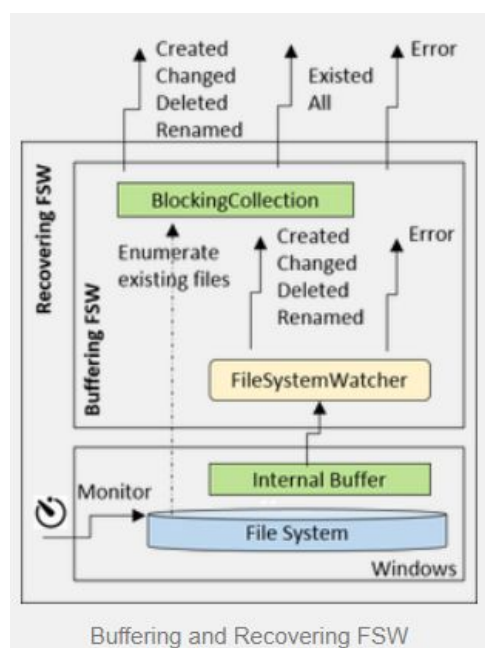 Created
Changed
Deleted
Renamed
Existed
All
Error
Recovering FSW
Buffering FSW
BlockingCollection
Enumerate
existing files
Created
Changed
Deleted
Renamed
Error
FileSystemWatcher
Internal Buffer
Monitor
File System
Windows
Buffering and Recovering FSW